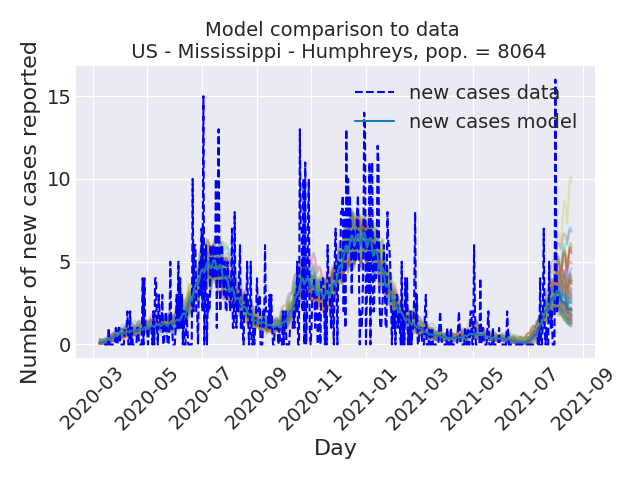 Model comparison to data
US - Mississippi - Humphreys, pop. = 8064
Number of new cases reported
15
10
5
0
new cases data
new cases model
2020-03
2020-05
2020-07
2020-09
2020-11
2021-01
2021-03
2021-05
2021-07
2021-09
Day